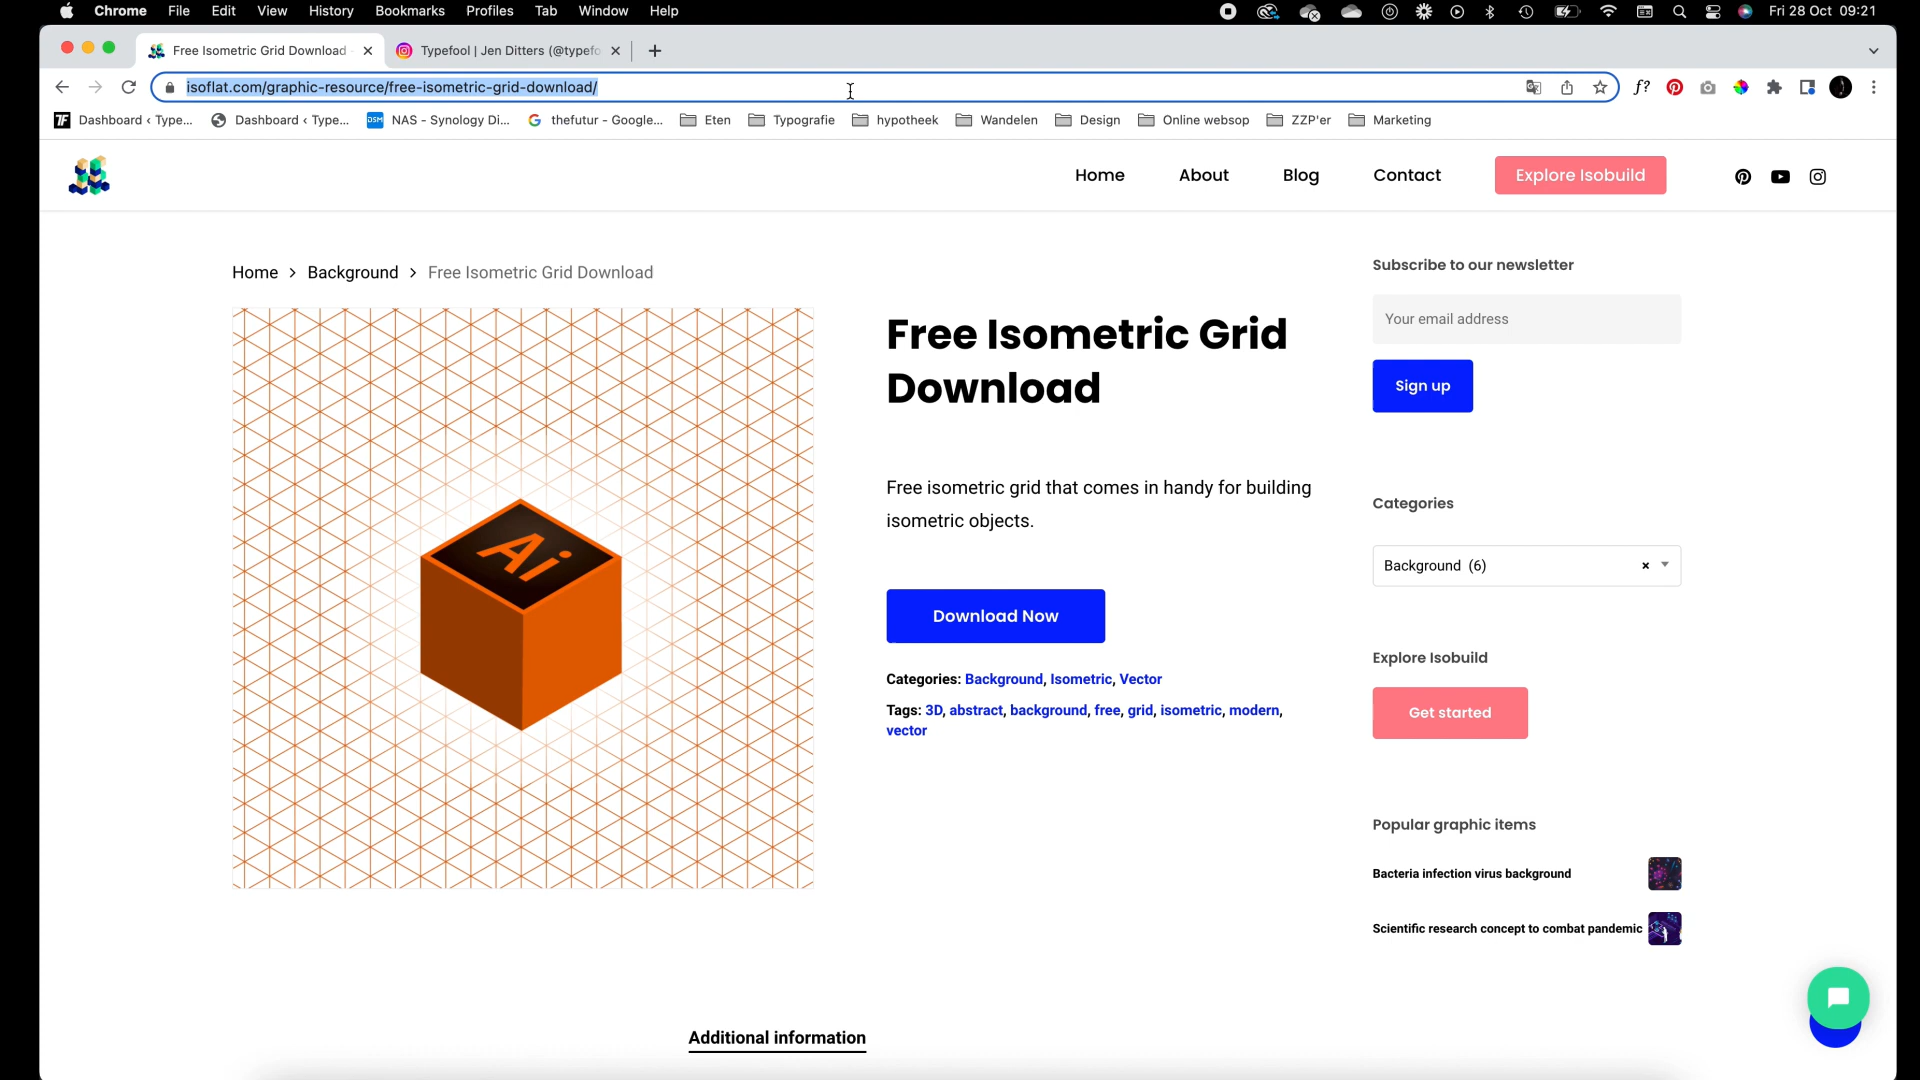 Chrome File Edit View History Bookmarks Profiles Tab Window Help Fri 28 Oct 09:21
Free Isometric Grid Download Typefool | Jen Ditters (@typefo
isoflat.com/graphic-resource/free-isometric-grid-download/
Dashboard ‹ Type... Dashboard ‹ Type... NAS - Synology Di... thefutur - Google... Eten Typografie hypotheek Wandelen Design Online websop ZZP'er Marketing
Home About Blog Contact Explore Isobuild
Home > Background > Free Isometric Grid Download
Ai
Free Isometric Grid
Download
Free isometric grid that comes in handy for building
isometric objects.
Download Now
Categories: Background, Isometric, Vector
Tags: 3D, abstract, background, free, grid, isometric, modern,
vector
Subscribe to our newsletter
Your email address
Sign up
Categories
Background (6)
Explore Isobuild
Get started
Popular graphic items
Bacteria infection virus background
Scientific research concept to combat pandemic
Additional information